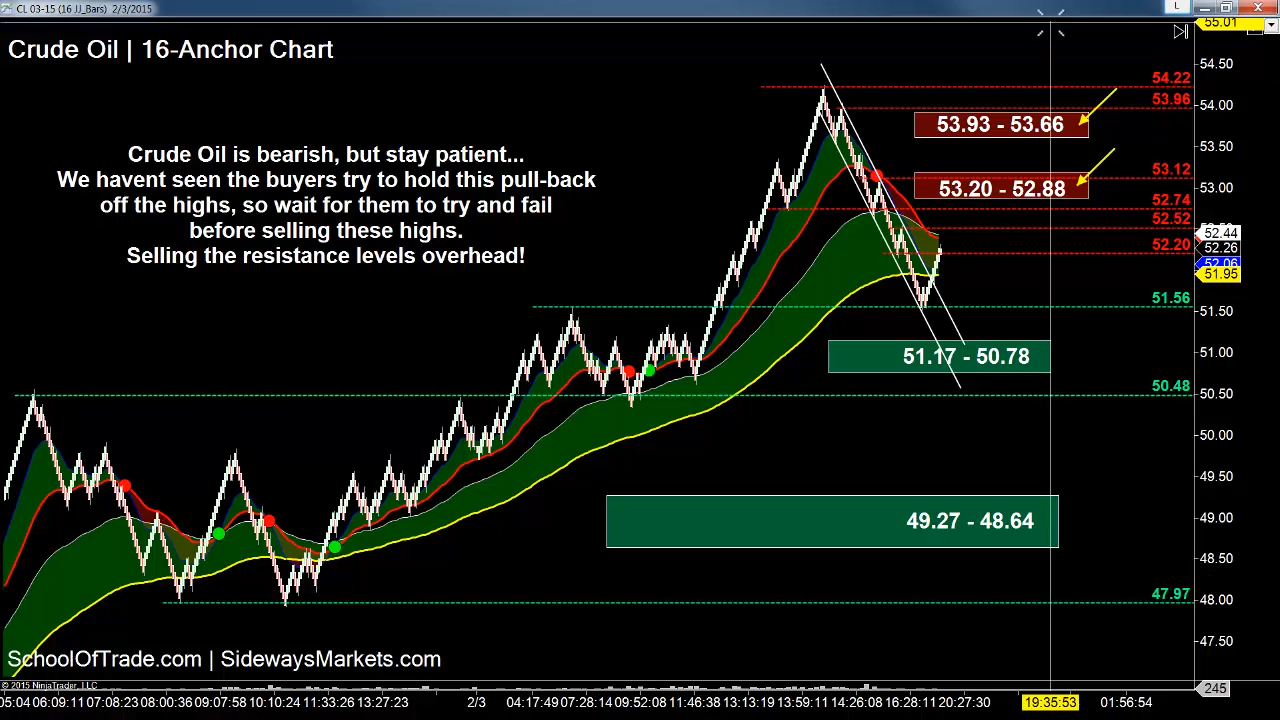 CL 03-15 (16 JJ_Bars) 2/3/2015
L
Crude Oil | 16-Anchor Chart
Crude Oil is bearish, but stay patient...
We havent seen the buyers try to hold this pull-back
off the highs, so wait for them to try and fail
before selling these highs.
Selling the resistance levels overhead!
54.22
53.96
53.93 - 53.66
53.12
53.20 - 52.88
52.74
52.52
52.20
51.56
51.17 - 50.78
50.48
49.27 - 48.64
47.97
55.01
54.50
54.00
53.50
53.00
52.44
52.26
52.06
51.95
51.50
51.00
50.50
50.00
49.50
49.00
48.50
48.00
47.50
245
SchoolOfTrade.com | SidewaysMarkets.com
© 2015 NinjaTrader, LLC
05:04 06:09:11 07:08:23 08:00:36 09:07:58 10:10:24 11:33:23 13:27:23 2/3 04:17:49 07:28:14 09:52:08 11:46:38 13:13:19 13:59:11 14:26:08 16:28:11 20:27:30 19:35:53 01:56:54